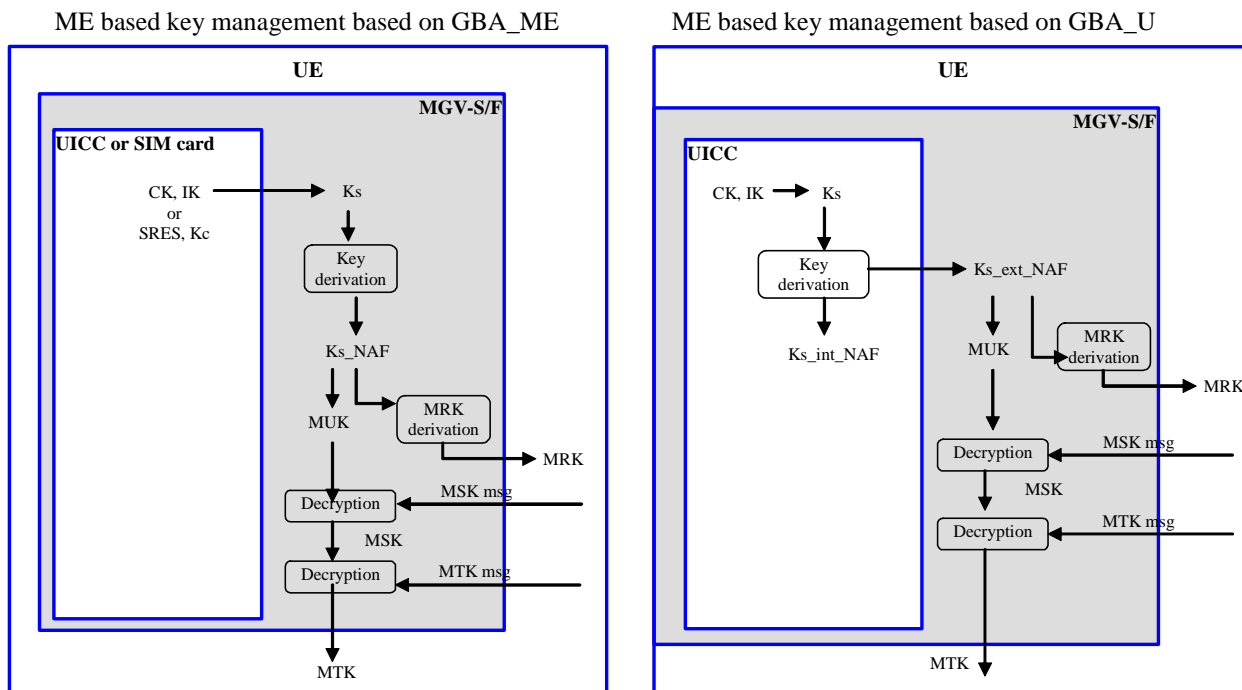 ME based key management based on GBA_ME
UE
MGV-S/F
UICC or SIM card
CK, IK
or
SRES, Kc
Ks
Key
derivation
Ks_NAF
MUK
MRK
derivation
MRK
Decryption
MSK msg
MSK
Decryption
MTK msg
MTK
ME based key management based on GBA_U
UE
MGV-S/F
UICC
CK, IK
Ks
Key
derivation
Ks_ext_NAF
Ks_int_NAF
MUK
MRK
derivation
MRK
Decryption
MSK msg
MSK
Decryption
MTK msg
MTK